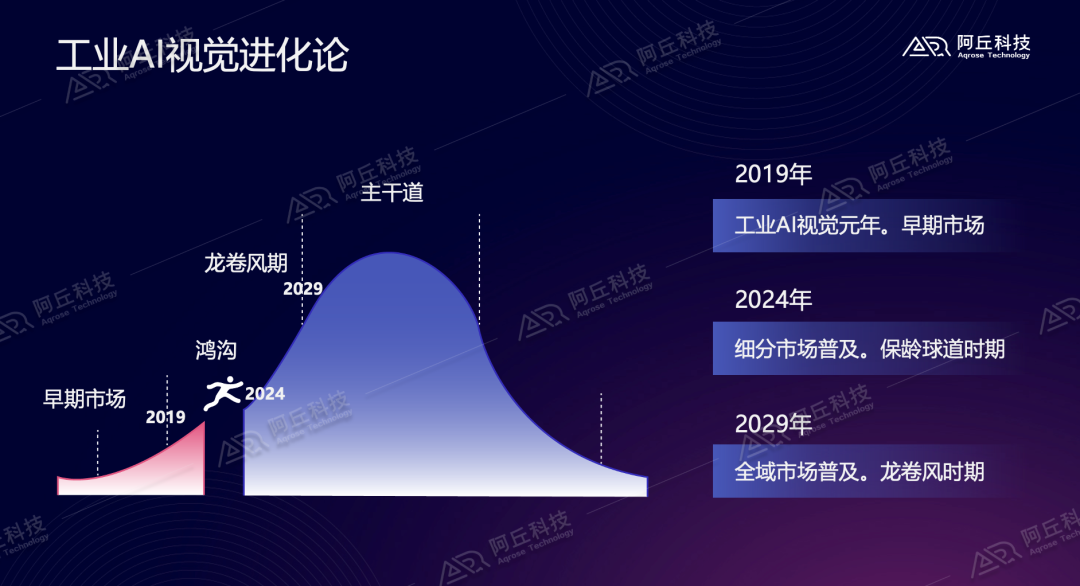 工业AI视觉进化论
阿丘科技
Aqrose Technology
主干道
龙卷风期
2029
鸿沟
2024
早期市场
2019
2019年
工业AI视觉元年。早期市场
2024年
细分市场普及。保龄球道时期
2029年
全域市场普及。龙卷风时期